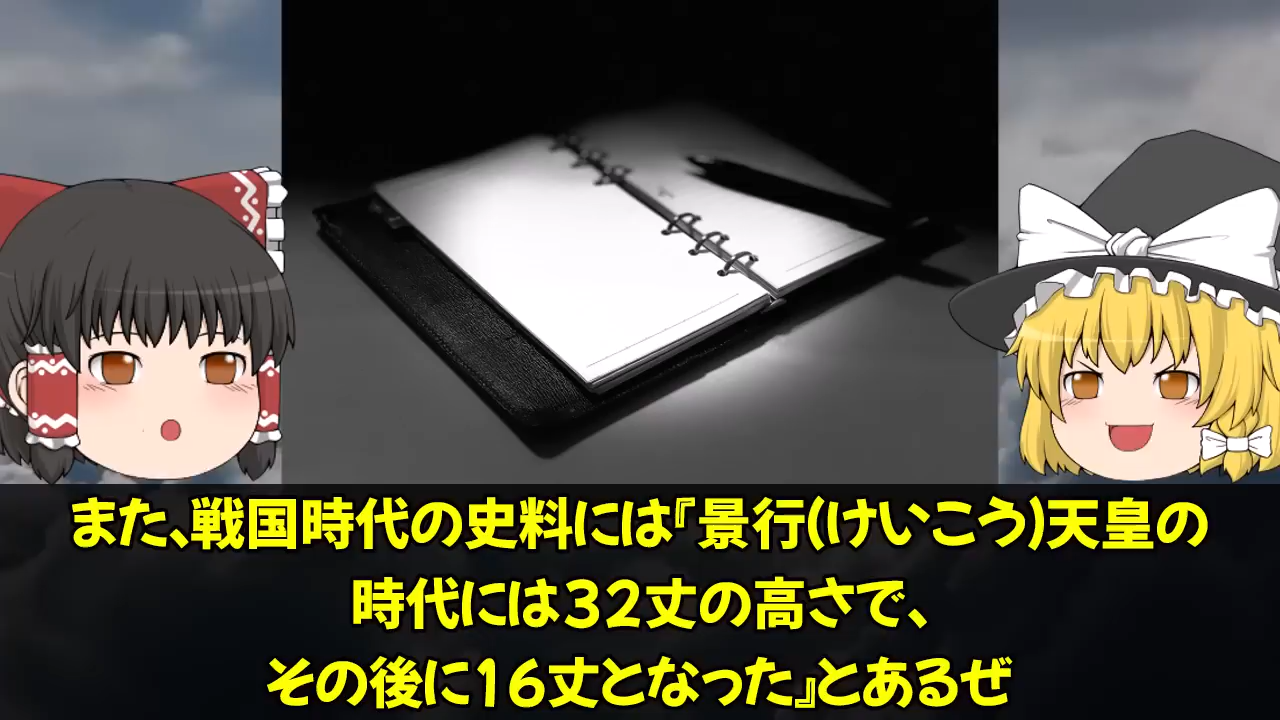 また、戦国時代の史料には『景行(けいこう)天皇の
時代には32丈の高さで、
その後に16丈となった』とあるぜ